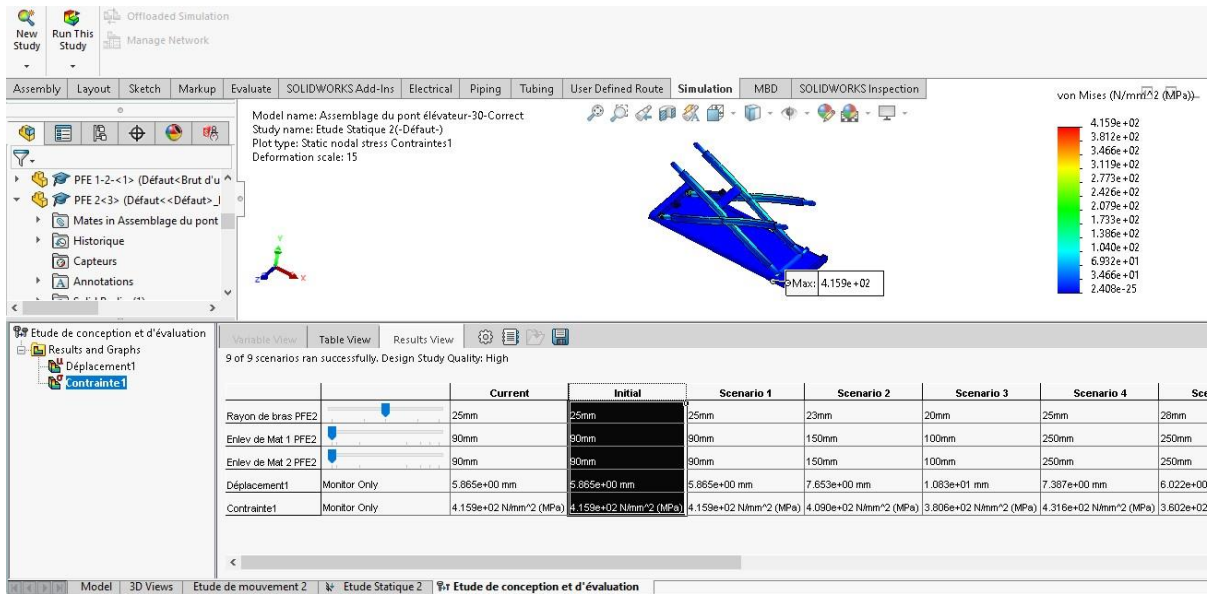 New Study
Run This Study
Offloaded Simulation
Manage Network
Assembly Layout Sketch Markup Evaluate SOLIDWORKS Add-Ins Electrical Piping Tubing User Defined Route Simulation MBD SOLIDWORKS Inspection
Model name: Assemblage du pont élévateur-30-Correct
Study name: Etude Statique 2(-Défaut-)
Plot type: Static nodal stress Contraintes1
Deformation scale: 15
PFE 1-2-<1> (Défaut<Brut d'u
PFE 2<3> (Défaut<<Défaut>_
Mates in Assemblage du pont
Historique
Capteurs
Annotations
Y
Z X
Max: 4.159e+02
von Mises (N/mm^2 (MPa))
4.159e+02
3.812e+02
3.466e+02
3.119e+02
2.773e+02
2.426e+02
2.079e+02
1.733e+02
1.386e+02
1.040e+02
6.932e+01
3.466e+01
2.408e-25
Etude de conception et d'évaluation
Results and Graphs
Déplacement1
Contrainte1
Variable View Table View Results View
9 of 9 scenarios ran successfully. Design Study Quality: High
Current Initial Scenario 1 Scenario 2 Scenario 3 Scenario 4 Sce
Rayon de bras PFE2 25mm 25mm 25mm 23mm 20mm 25mm 28mm
Enlev de Mat 1 PFE2 90mm 90mm 90mm 150mm 100mm 250mm 250mm
Enlev de Mat 2 PFE2 90mm 90mm 90mm 150mm 100mm 250mm 250mm
Déplacement1 Monitor Only 5.865e+00 mm 5.865e+00 mm 5.865e+00 mm 7.653e+00 mm 1.083e+01 mm 7.387e+00 mm 6.022e+00
Contrainte1 Monitor Only 4.159e+02 N/mm^2 (MPa) 4.159e+02 N/mm^2 (MPa) 4.159e+02 N/mm^2 (MPa) 4.090e+02 N/mm^2 (MPa) 3.806e+02 N/mm^2 (MPa) 4.316e+02 N/mm^2 (MPa) 3.602e+02
Model 3D Views Etude de mouvement 2 Etude Statique 2 Etude de conception et d'évaluation